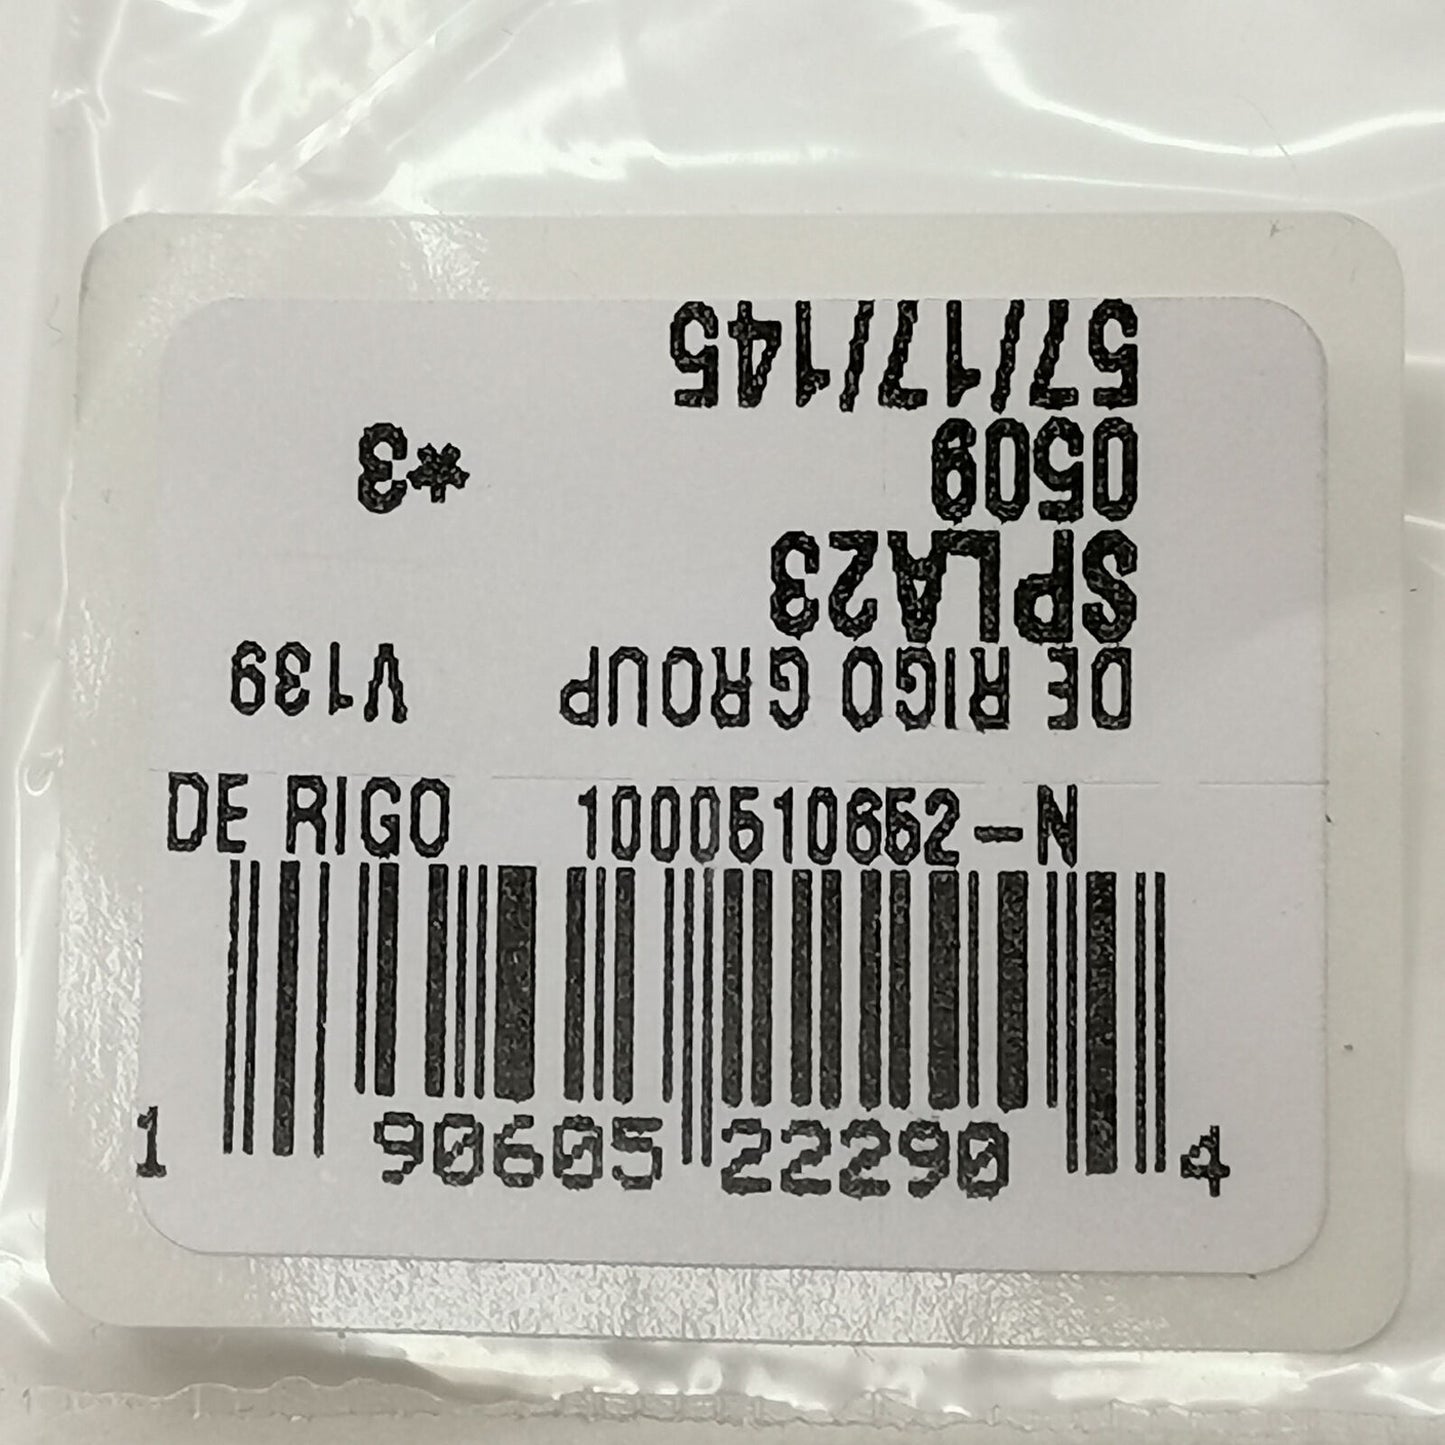 DE RIGO GROUP V139
SPLA23
0509 *3
57/17/145
DE RIGO 1000510652-N
1 90605 22290 4